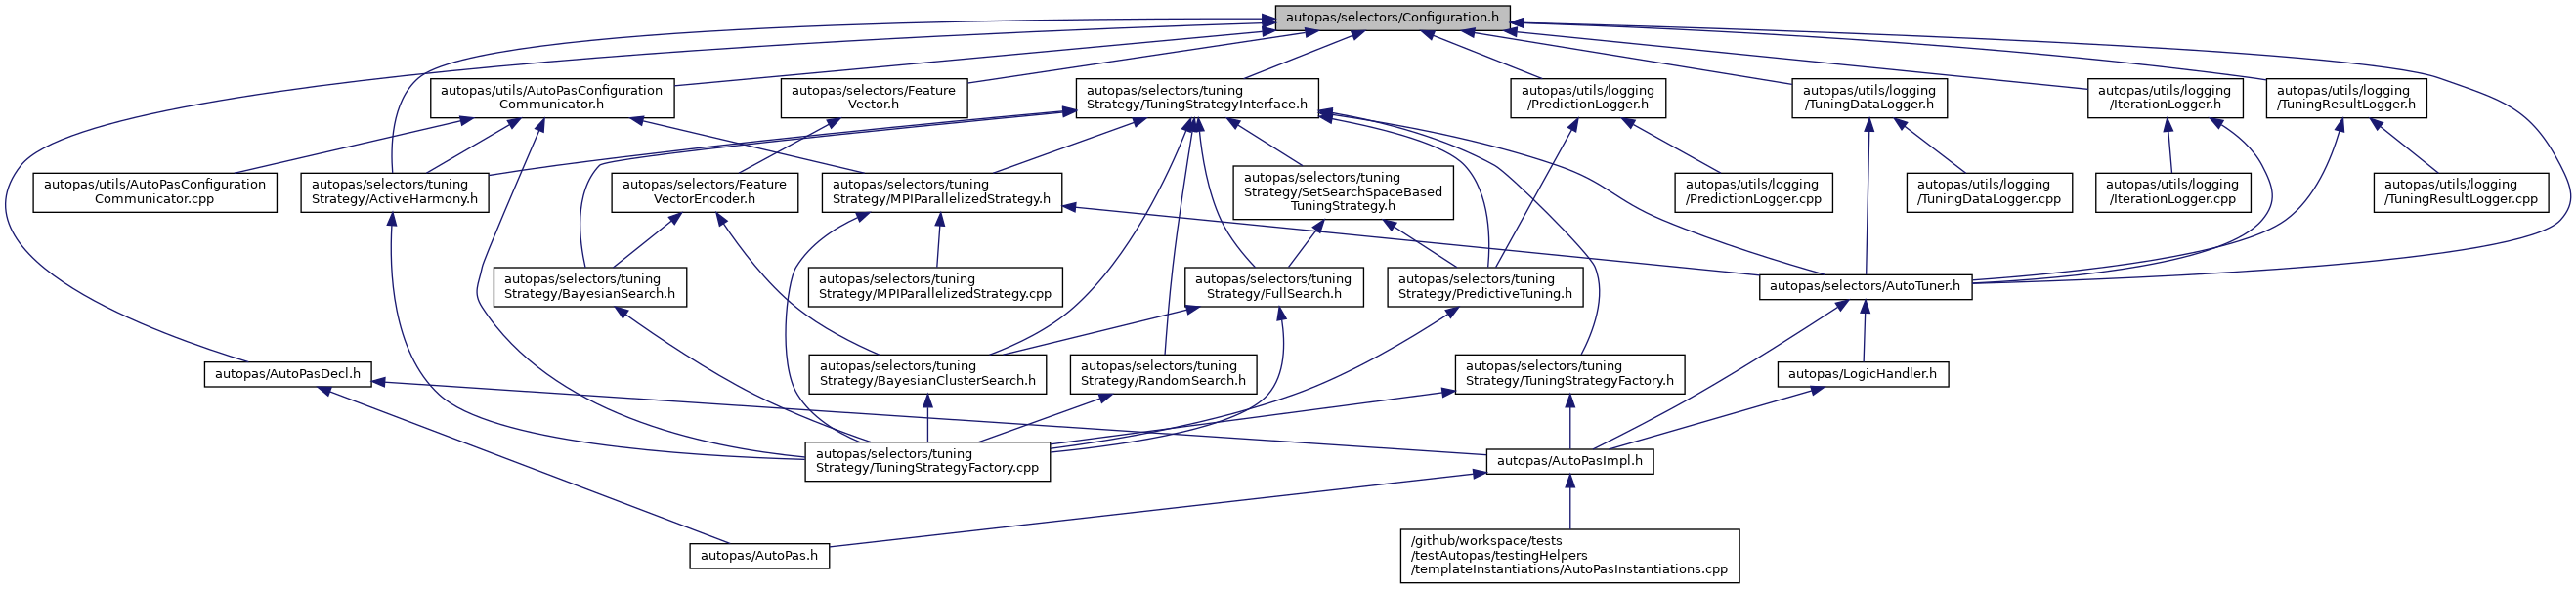 autopas/selectors/Configuration.h
autopas/utils/AutoPasConfiguration
Communicator.h
autopas/selectors/Feature
Vector.h
autopas/selectors/tuning
Strategy/TuningStrategyInterface.h
autopas/utils/logging
/PredictionLogger.h
autopas/utils/logging
/TuningDataLogger.h
autopas/utils/logging
/IterationLogger.h
autopas/utils/logging
/TuningResultLogger.h
autopas/utils/AutoPasConfiguration
Communicator.cpp
autopas/selectors/tuning
Strategy/ActiveHarmony.h
autopas/selectors/Feature
VectorEncoder.h
autopas/selectors/tuning
Strategy/MPIParallelizedStrategy.h
autopas/selectors/tuning
Strategy/SetSearchSpaceBased
TuningStrategy.h
autopas/utils/logging
/PredictionLogger.cpp
autopas/utils/logging
/TuningDataLogger.cpp
autopas/utils/logging
/IterationLogger.cpp
autopas/utils/logging
/TuningResultLogger.cpp
autopas/selectors/tuning
Strategy/BayesianSearch.h
autopas/selectors/tuning
Strategy/MPIParallelizedStrategy.cpp
autopas/selectors/tuning
Strategy/FullSearch.h
autopas/selectors/tuning
Strategy/PredictiveTuning.h
autopas/selectors/AutoTuner.h
autopas/AutoPasDecl.h
autopas/selectors/tuning
Strategy/BayesianClusterSearch.h
autopas/selectors/tuning
Strategy/RandomSearch.h
autopas/selectors/tuning
Strategy/TuningStrategyFactory.h
autopas/LogicHandler.h
autopas/selectors/tuning
Strategy/TuningStrategyFactory.cpp
autopas/AutoPasImpl.h
autopas/AutoPas.h
/github/workspace/tests
/testAutopas/testingHelpers
/templateInstantiations/AutoPasInstantiations.cpp